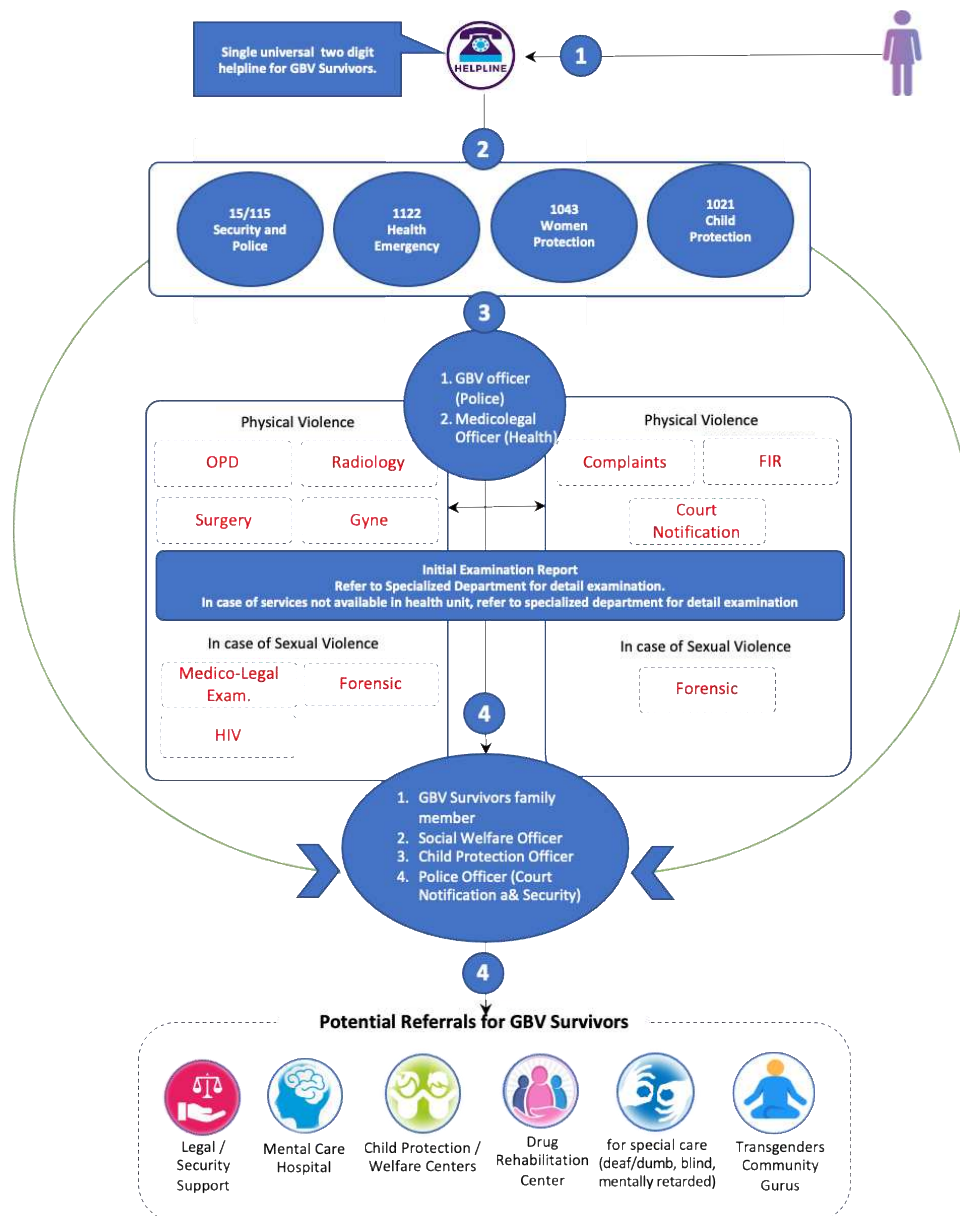 Single universal  two digit
helpline for GBV Survivors.
HELPLINE
1
2
15/115
Security and
Police
1122
Health
Emergency
1043
Women
Protection
1021
Child
Protection
3
1. GBV officer
(Police)
2. Medicolegal
Officer (Health)
Physical Violence
OPD
Radiology
Surgery
Gyne
Physical Violence
Complaints
FIR
Court
Notification
Initial Examination Report
Refer to Specialized Department for detail examination.
In case of services not available in health unit, refer to specialized department for detail examination
In case of Sexual Violence
Medico-Legal
Exam.
Forensic
HIV
In case of Sexual Violence
Forensic
4
1. GBV Survivors family
member
2. Social Welfare Officer
3. Child Protection Officer
4. Police Officer (Court
Notification a& Security)
4
Potential Referrals for GBV Survivors
Legal /
Security
Support
Mental Care
Hospital
Child Protection /
Welfare Centers
Drug
Rehabilitation
Center
for special care
(deaf/dumb, blind,
mentally retarded)
Transgenders
Community
Gurus